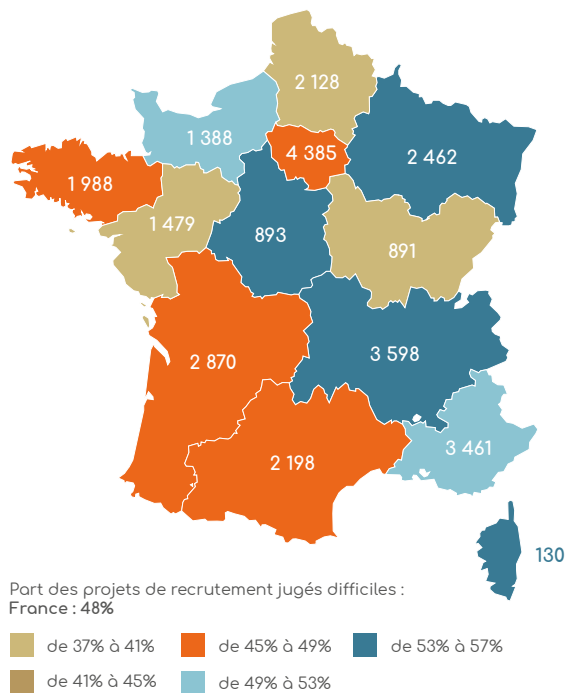 2 128
1 388
4 385
2 462
1 988
1 479
893
891
2 870
3 598
3 461
2 198
130
Part des projets de recrutement jugés difficiles :
France : 48%
de 37% à 41%
de 45% à 49%
de 53% à 57%
de 41% à 45%
de 49% à 53%